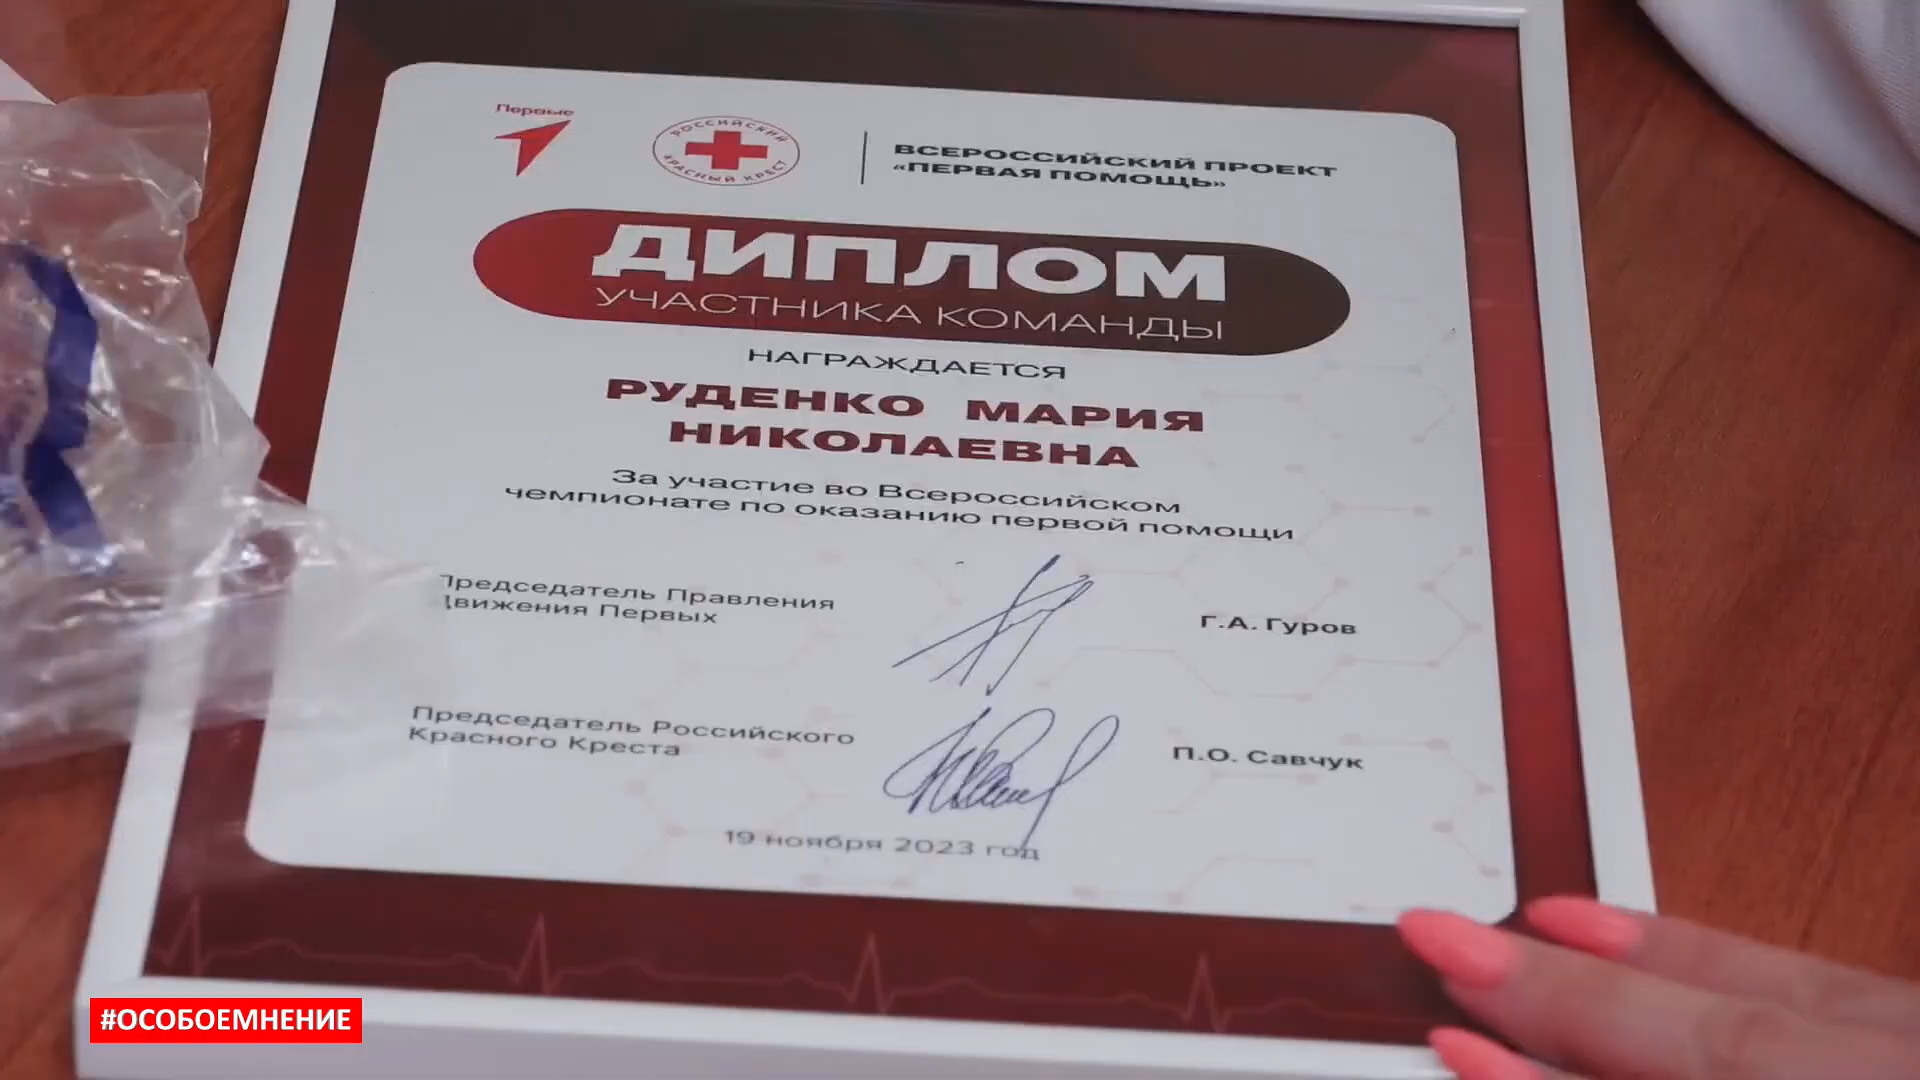 Первые
РОССИЙСКИЙ
КРАСНЫЙ КРЕСТ
ВСЕРОССИЙСКИЙ ПРОЕКТ
«ПЕРВАЯ ПОМОЩЬ»
ДИПЛОМ
УЧАСТНИКА КОМАНДЫ
НАГРАЖДАЕТСЯ
РУДЕНКО МАРИЯ
НИКОЛАЕВНА
За участие во Всероссийском
чемпионате по оказанию первой помощи
Председатель Правления
Движения Первых
Г.А. Гуров
Председатель Российского
Красного Креста
П.О. Савчук
19 ноября 2023 год
#ОСОБОЕМНЕНИЕ